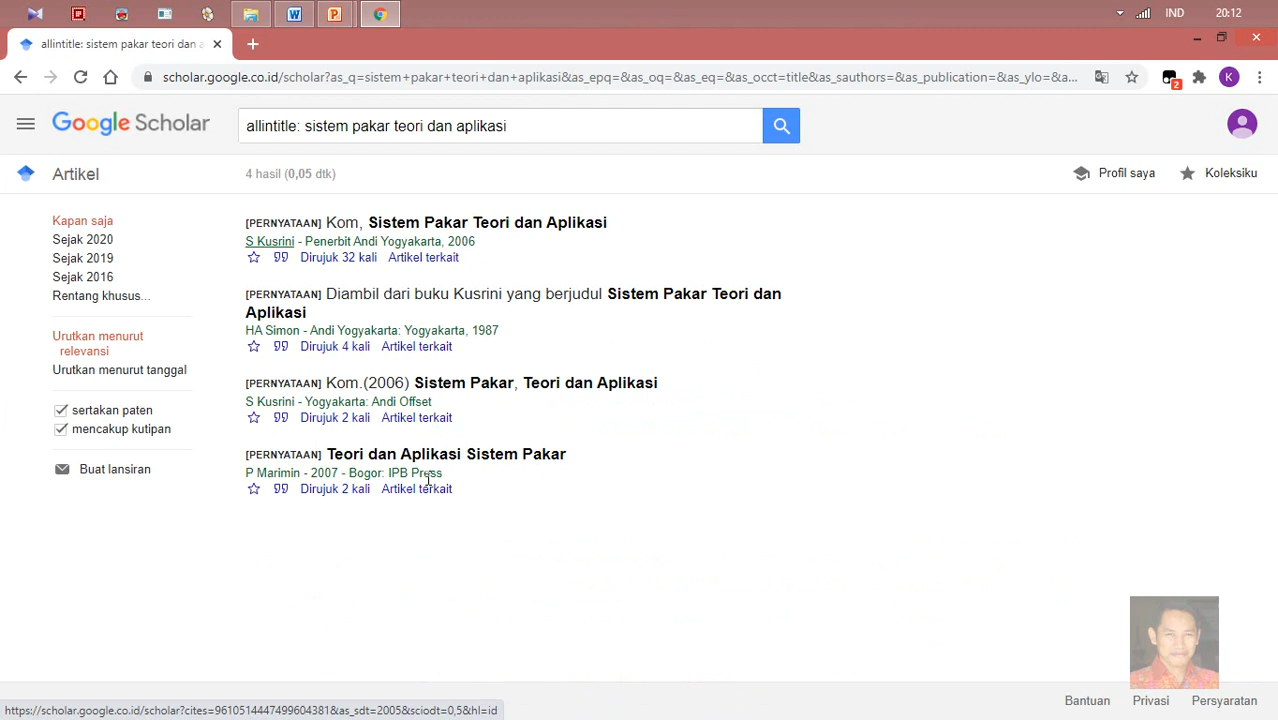 IND
20:12
allintitle: sistem pakar teori dan a
scholar.google.co.id/scholar?as_q=sistem+pakar+teori+dan+aplikasi&as_epq=&as_oq=&as_eq=&as_occt=title&as_sauthors=&as_publication=&as_ylo=&a...
2
K
Google Scholar
allintitle: sistem pakar teori dan aplikasi
Artikel
4 hasil (0,05 dtk)
Profil saya
Koleksiku
Kapan saja
Sejak 2020
Sejak 2019
Sejak 2016
Rentang khusus...
Urutkan menurut
relevansi
Urutkan menurut tanggal
sertakan paten
mencakup kutipan
Buat lansiran
[PERNYATAAN] Kom, Sistem Pakar Teori dan Aplikasi
S Kusrini - Penerbit Andi Yogyakarta, 2006
Dirujuk 32 kali Artikel terkait
[PERNYATAAN] Diambil dari buku Kusrini yang berjudul Sistem Pakar Teori dan
Aplikasi
HA Simon - Andi Yogyakarta: Yogyakarta, 1987
Dirujuk 4 kali Artikel terkait
[PERNYATAAN] Kom.(2006) Sistem Pakar, Teori dan Aplikasi
S Kusrini - Yogyakarta: Andi Offset
Dirujuk 2 kali Artikel terkait
[PERNYATAAN] Teori dan Aplikasi Sistem Pakar
P Marimin - 2007 - Bogor: IPB Press
Dirujuk 2 kali Artikel terkait
Bantuan
Privasi
Persyaratan
https://scholar.google.co.id/scholar?cites=9610514447499604381&as_sdt=2005&sciodt=0,5&hl=id